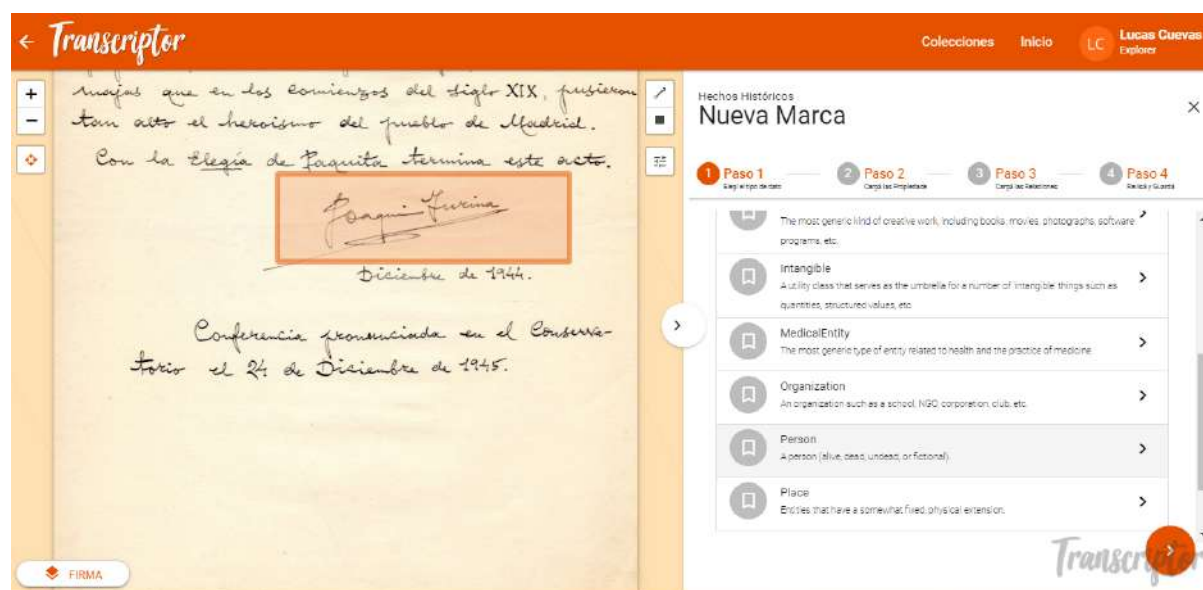 Transcriptor
Colecciones
Inicio
LC
Lucas Cuevas
Explorer
majas que en los comienzos del siglo XIX, pusieron
tan alto el heroismo del pueblo de Madrid.
Con la Elegía de Paquita termina este acto.
Joaquin Turina
Diciembre de 1944.
Conferencia pronunciada en el Conserva-
torio el 24 de Diciembre de 1945.
FIRMA
Hechos Históricos
Nueva Marca
1 Paso 1
Elegí el tipo de dato
2 Paso 2
Cargá las Propiedades
3 Paso 3
Cargá las Relaciones
4 Paso 4
Revisá y Guardá
The most generic kind of creative work, including books, movies, photographs, software
programs, etc.
Intangible
A utility class that serves as the umbrella for a number of intangible things such as
quantities, structured values, etc.
MedicalEntity
The most generic type of entity related to health and the practice of medicine.
Organization
An organization such as a school, NGO, corporation, club, etc.
Person
A person (alive, dead, undead, or fictional).
Place
Entities that have a somewhat fixed, physical extension.
Transcriptor